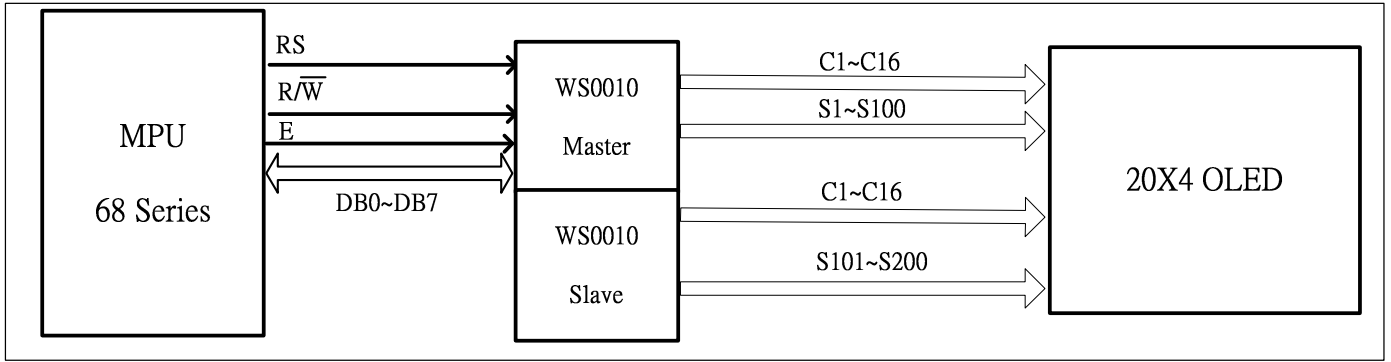 MPU
68 Series
RS
R/W̅
E
DB0~DB7
WS0010
Master
WS0010
Slave
C1~C16
S1~S100
C1~C16
S101~S200
20X4 OLED